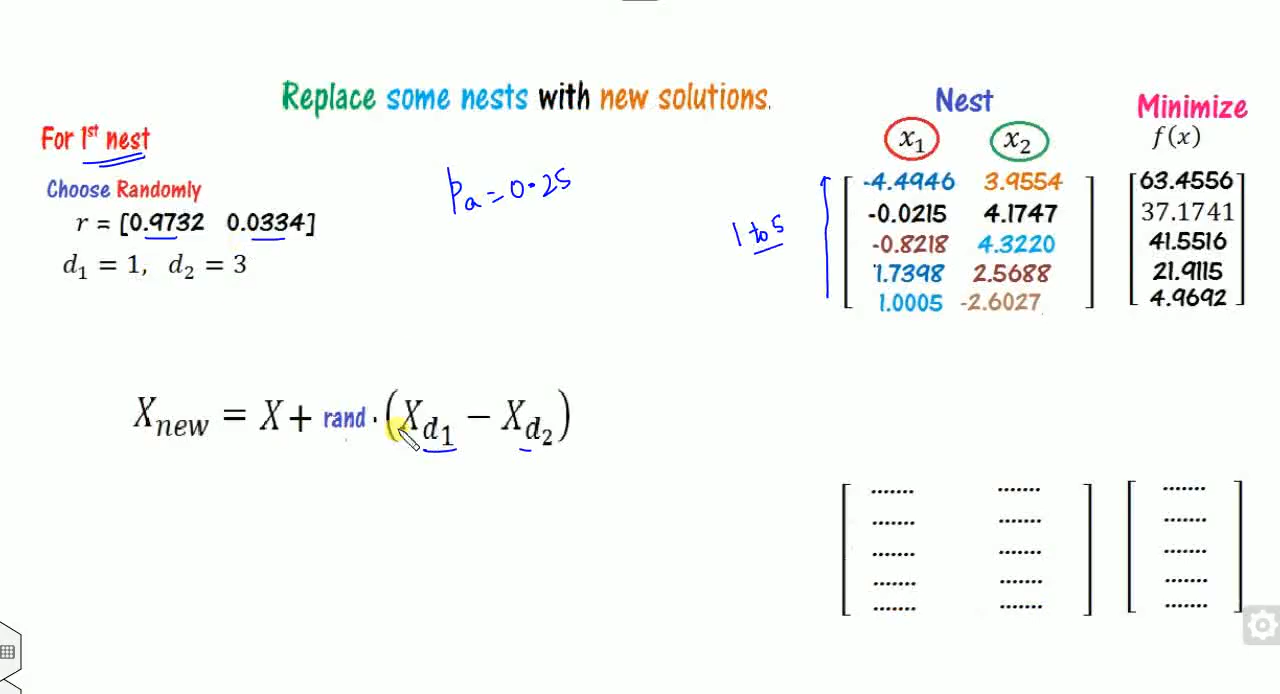 Replace some nests with new solutions.
For 1st nest
Choose Randomly
r = [0.9732 0.0334]
d₁ = 1, d₂ = 3
pₐ = 0.25
X_new = X + rand · (X_d₁ − X_d₂)
1 to 5
Nest
x₁ x₂
-4.4946 3.9554
-0.0215 4.1747
-0.8218 4.3220
1.7398 2.5688
1.0005 -2.6027
Minimize
f(x)
63.4556
37.1741
41.5516
21.9115
4.9692
....... .......
....... .......
....... .......
....... .......
....... .......
.......
.......
.......
.......
.......